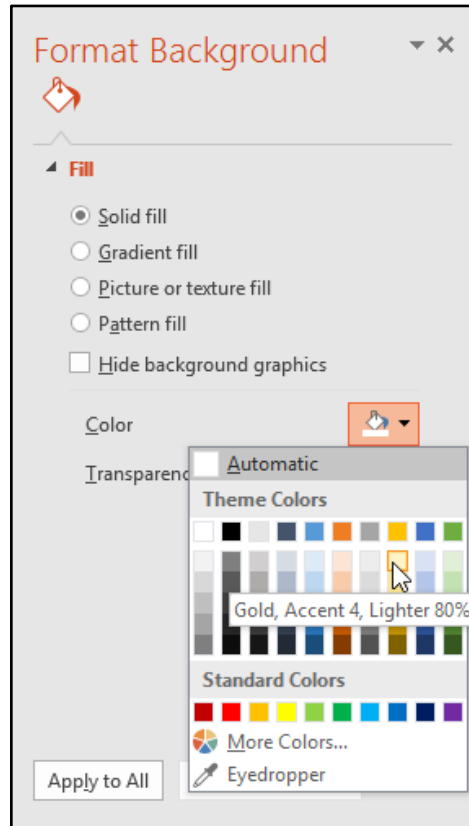 Format Background
Fill
Solid fill
Gradient fill
Picture or texture fill
Pattern fill
Hide background graphics
Color
Transparenc
Automatic
Theme Colors
Gold, Accent 4, Lighter 80%
Standard Colors
More Colors...
Eyedropper
Apply to All